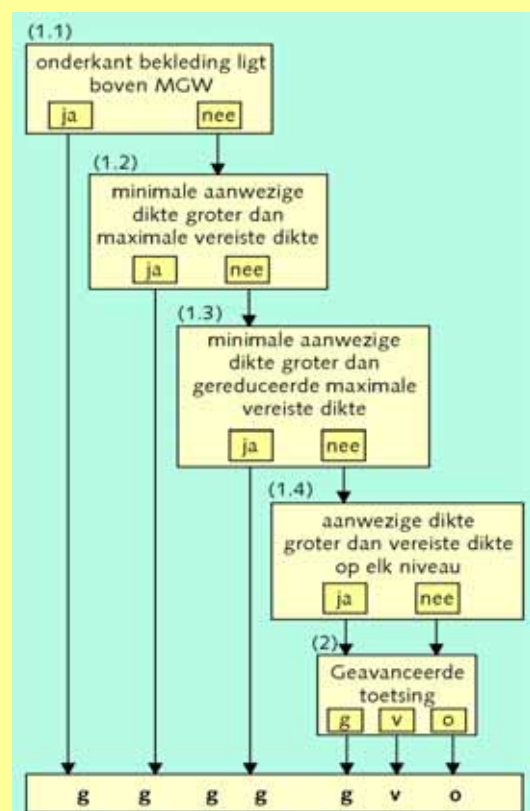 (1.1)
onderkant bekleding ligt
boven MGW
ja nee
(1.2)
minimale aanwezige
dikte groter dan
maximale vereiste dikte
ja nee
(1.3)
minimale aanwezige
dikte groter dan
gereduceerde maximale
vereiste dikte
ja nee
(1.4)
aanwezige dikte
groter dan vereiste dikte
op elk niveau
ja nee
(2)
Geavanceerde
toetsing
g v o
g g g g g v o